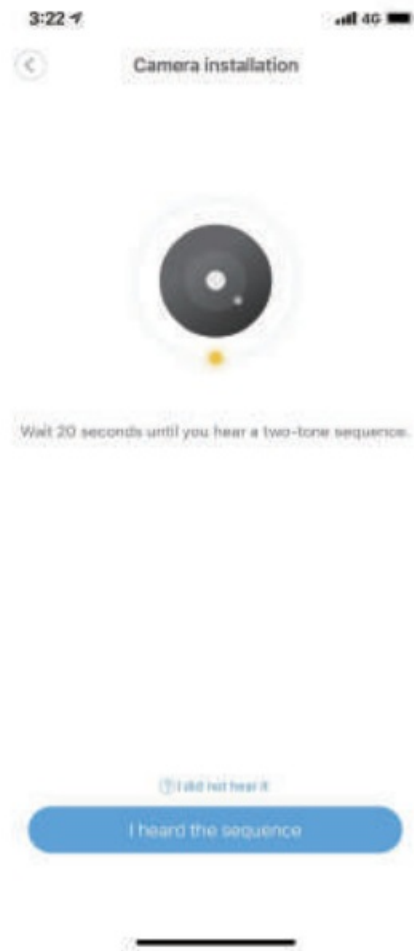 3:22
4G
Camera installation
Wait 20 seconds until you hear a two-tone sequence.
? I did not hear it
I heard the sequence